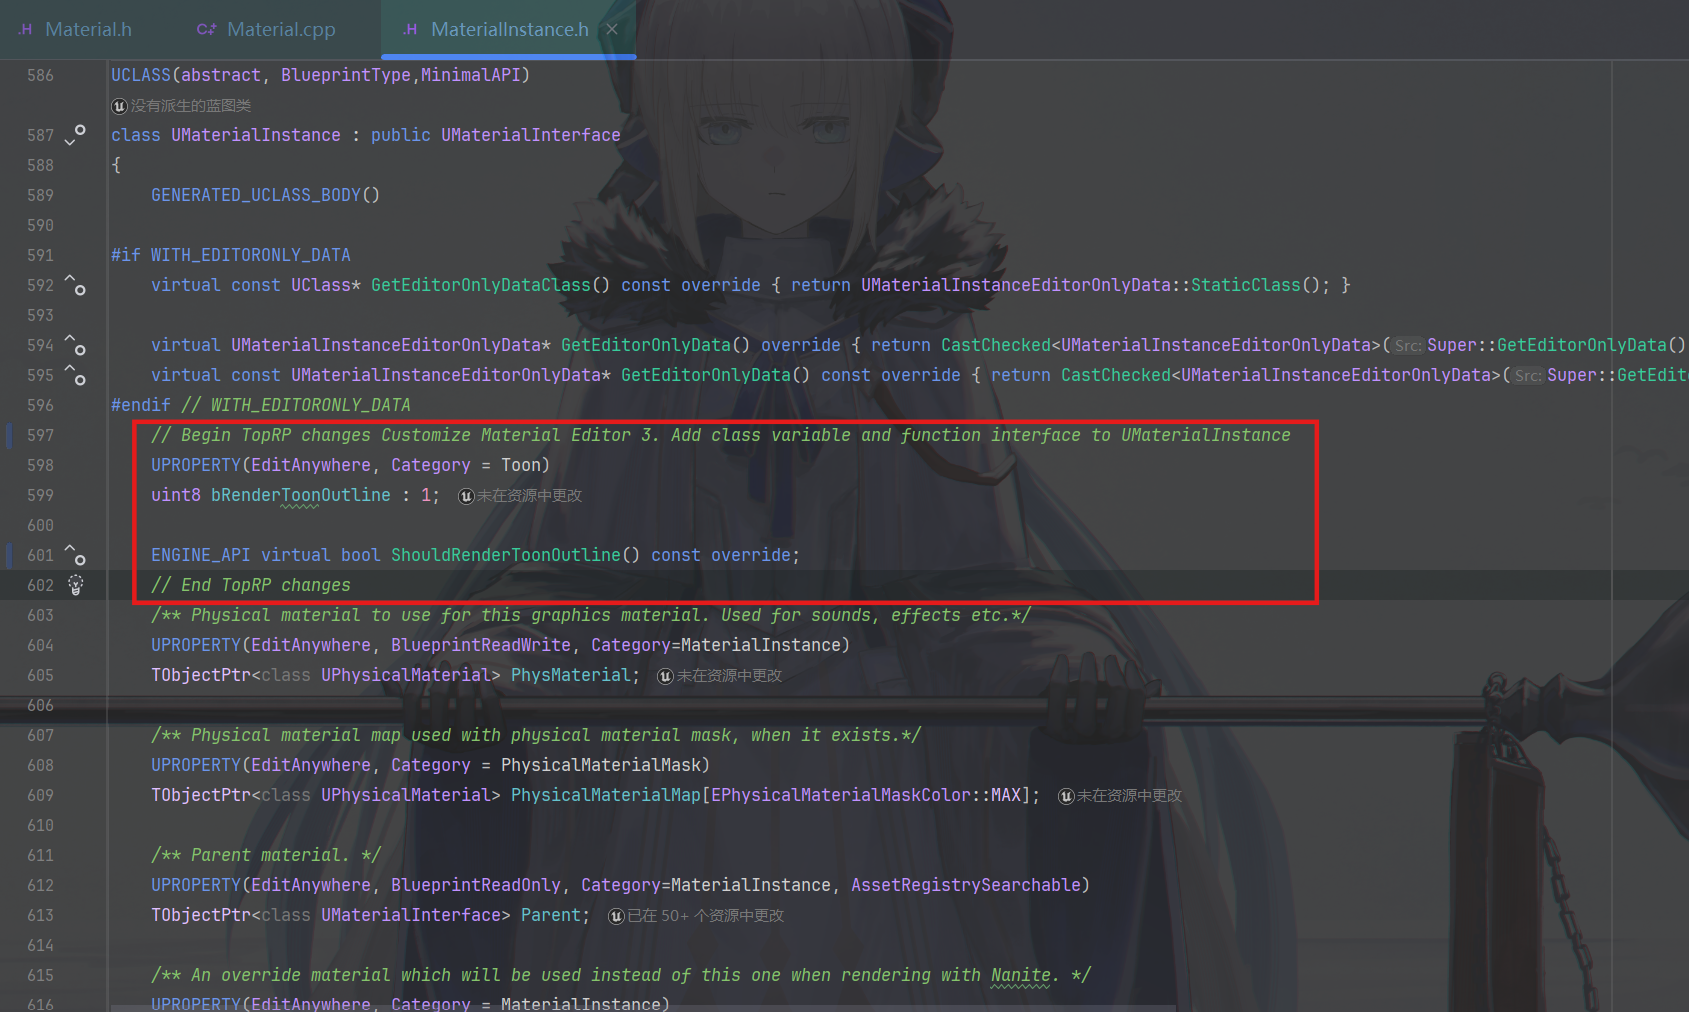 .H Material.h C++ Material.cpp .H MaterialInstance.h ×
586 UCLASS(abstract, BlueprintType,MinimalAPI)
没有派生的蓝图类
587 class UMaterialInstance : public UMaterialInterface
588 {
589 GENERATED_UCLASS_BODY()
590
591 #if WITH_EDITORONLY_DATA
592 virtual const UClass* GetEditorOnlyDataClass() const override { return UMaterialInstanceEditorOnlyData::StaticClass(); }
593
594 virtual UMaterialInstanceEditorOnlyData* GetEditorOnlyData() override { return CastChecked<UMaterialInstanceEditorOnlyData>(Src: Super::GetEditorOnlyData()
595 virtual const UMaterialInstanceEditorOnlyData* GetEditorOnlyData() const override { return CastChecked<UMaterialInstanceEditorOnlyData>(Src: Super::GetEdit
596 #endif // WITH_EDITORONLY_DATA
597 // Begin TopRP changes Customize Material Editor 3. Add class variable and function interface to UMaterialInstance
598 UPROPERTY(EditAnywhere, Category = Toon)
599 uint8 bRenderToonOutline : 1; 未在资源中更改
600
601 ENGINE_API virtual bool ShouldRenderToonOutline() const override;
602 // End TopRP changes
603 /** Physical material to use for this graphics material. Used for sounds, effects etc.*/
604 UPROPERTY(EditAnywhere, BlueprintReadWrite, Category=MaterialInstance)
605 TObjectPtr<class UPhysicalMaterial> PhysMaterial; 未在资源中更改
606
607 /** Physical material map used with physical material mask, when it exists.*/
608 UPROPERTY(EditAnywhere, Category = PhysicalMaterialMask)
609 TObjectPtr<class UPhysicalMaterial> PhysicalMaterialMap[EPhysicalMaterialMaskColor::MAX]; 未在资源中更改
610
611 /** Parent material. */
612 UPROPERTY(EditAnywhere, BlueprintReadOnly, Category=MaterialInstance, AssetRegistrySearchable)
613 TObjectPtr<class UMaterialInterface> Parent; 已在 50+ 个资源中更改
614
615 /** An override material which will be used instead of this one when rendering with Nanite. */
616 UPROPERTY(EditAnywhere, Category = MaterialInstance)